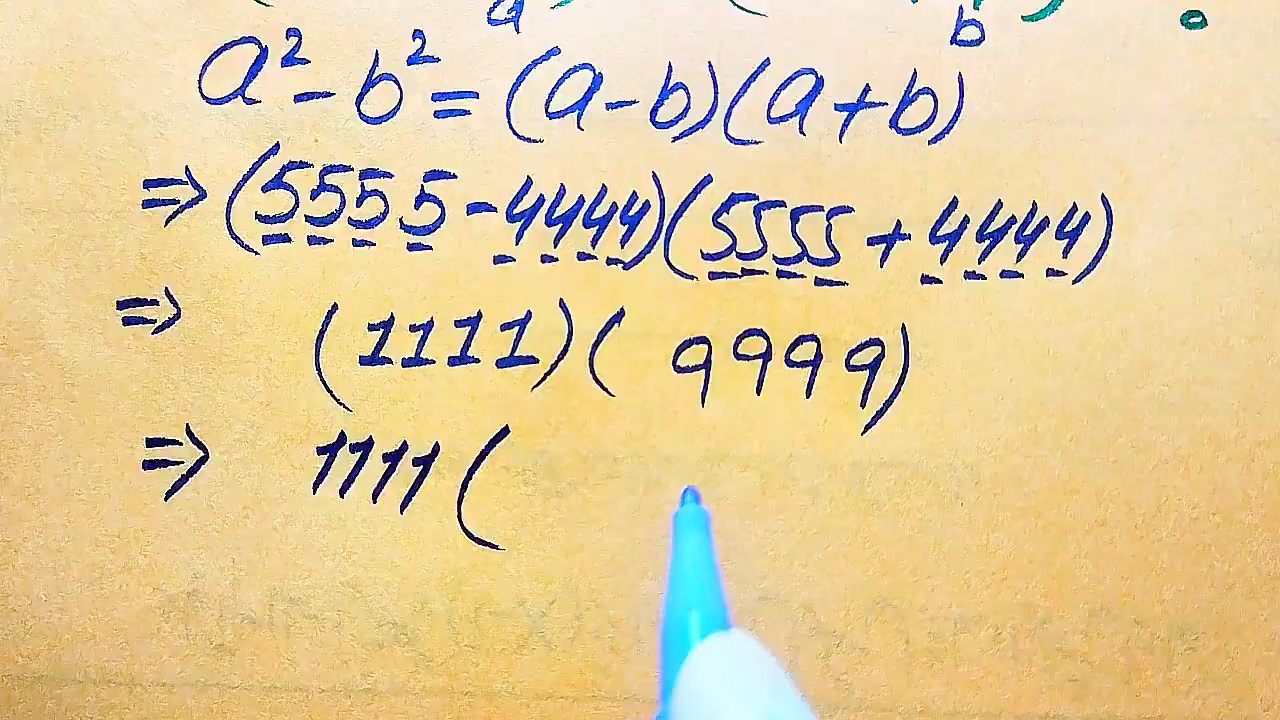 a b
a² - b² = (a-b)(a+b)
⇒ (5555 - 4444)(5555 + 4444)
⇒ (1111)( 9999)
⇒ 1111 (